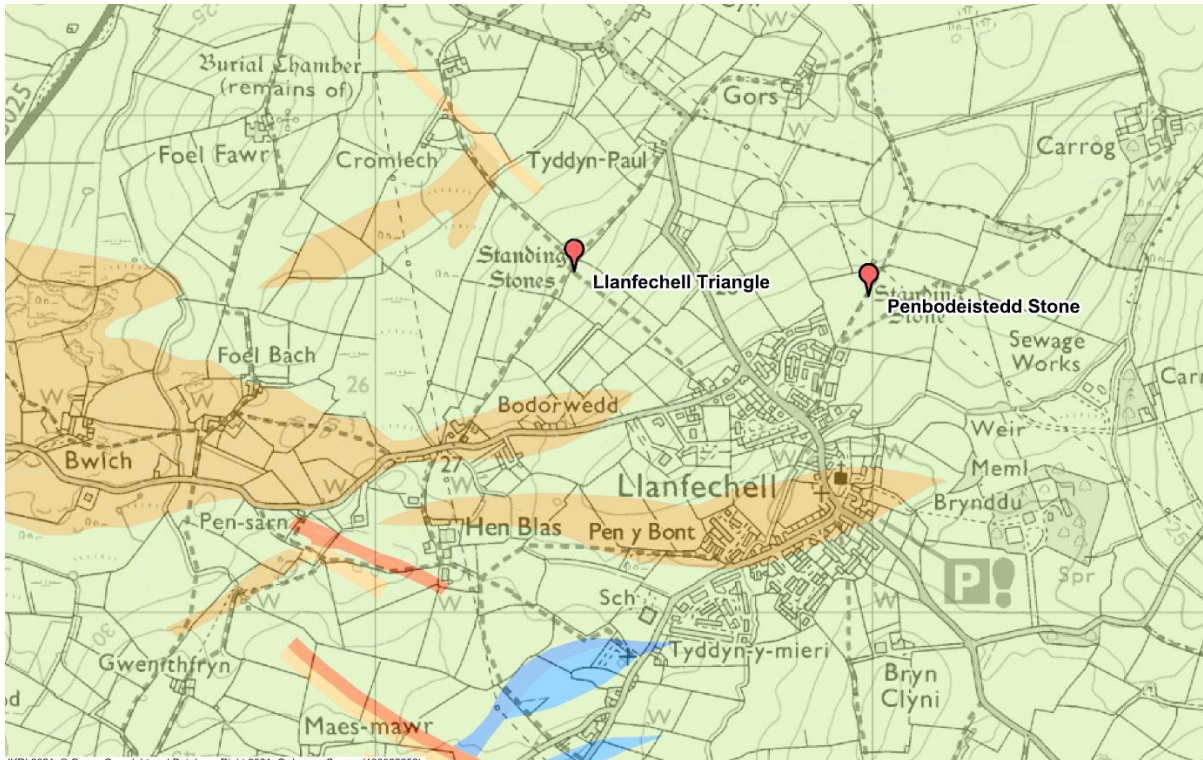 W
Burial Chamber
(remains of)
Gors
W
Foel Fawr
Cromlech
Tyddyn-Paul
Carrog
W
Standing
Stones
Llanfechell Triangle
Penbodeistedd Stone
Sewage
Works
Foel Bach
26
W
W
Bodorwedd
Bwlch
27
W
W
W
Weir
Llanfechell
Meml
Brynddu
Pen-sarn
Hen Blas
Pen y Bont
25
W
W
Sch
P
Spr
W
30
Gwenithfryn
Tyddyn-y-mieri
Bryn
Clyni
Maes-mawr
W